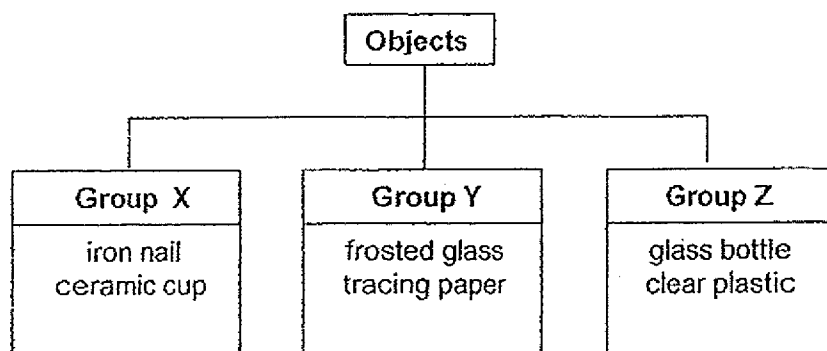 Objects
Group X
iron nail
ceramic cup
Group Y
frosted glass
tracing paper
Group Z
glass bottle
clear plastic